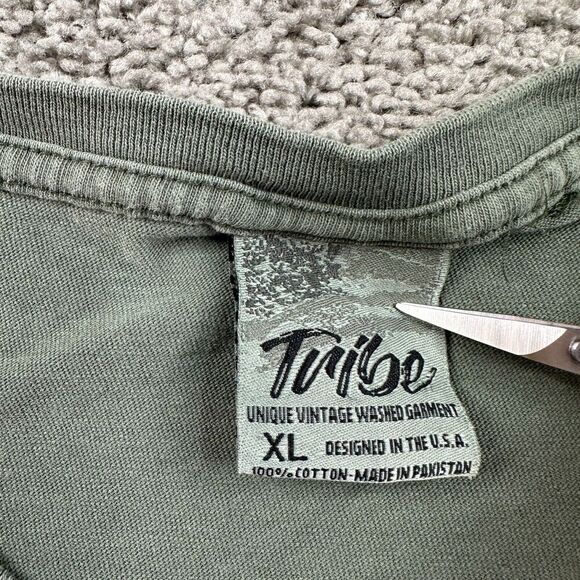 Tribe
UNIQUE VINTAGE WASHED GARMENT
XL DESIGNED IN THE U.S.A.
100% COTTON-MADE IN PAKISTAN